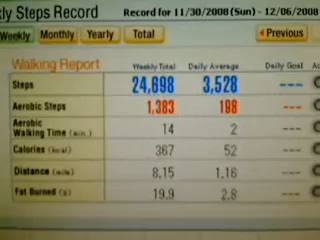 kly Steps Record Record for 11/30/2008 (Sun) - 12/06/2008
Weekly Monthly Yearly Total Previous
Walking Report Weekly Total Daily Average Daily Goal
Steps 24,698 3,528 ---
Aerobic Steps 1,383 198 ---
Aerobic
Walking Time (min.) 14 2 ---
Calories (kcal) 367 52 ---
Distance (mile) 8.15 1.16 ---
Fat Burned (g) 19.9 2.8 ---